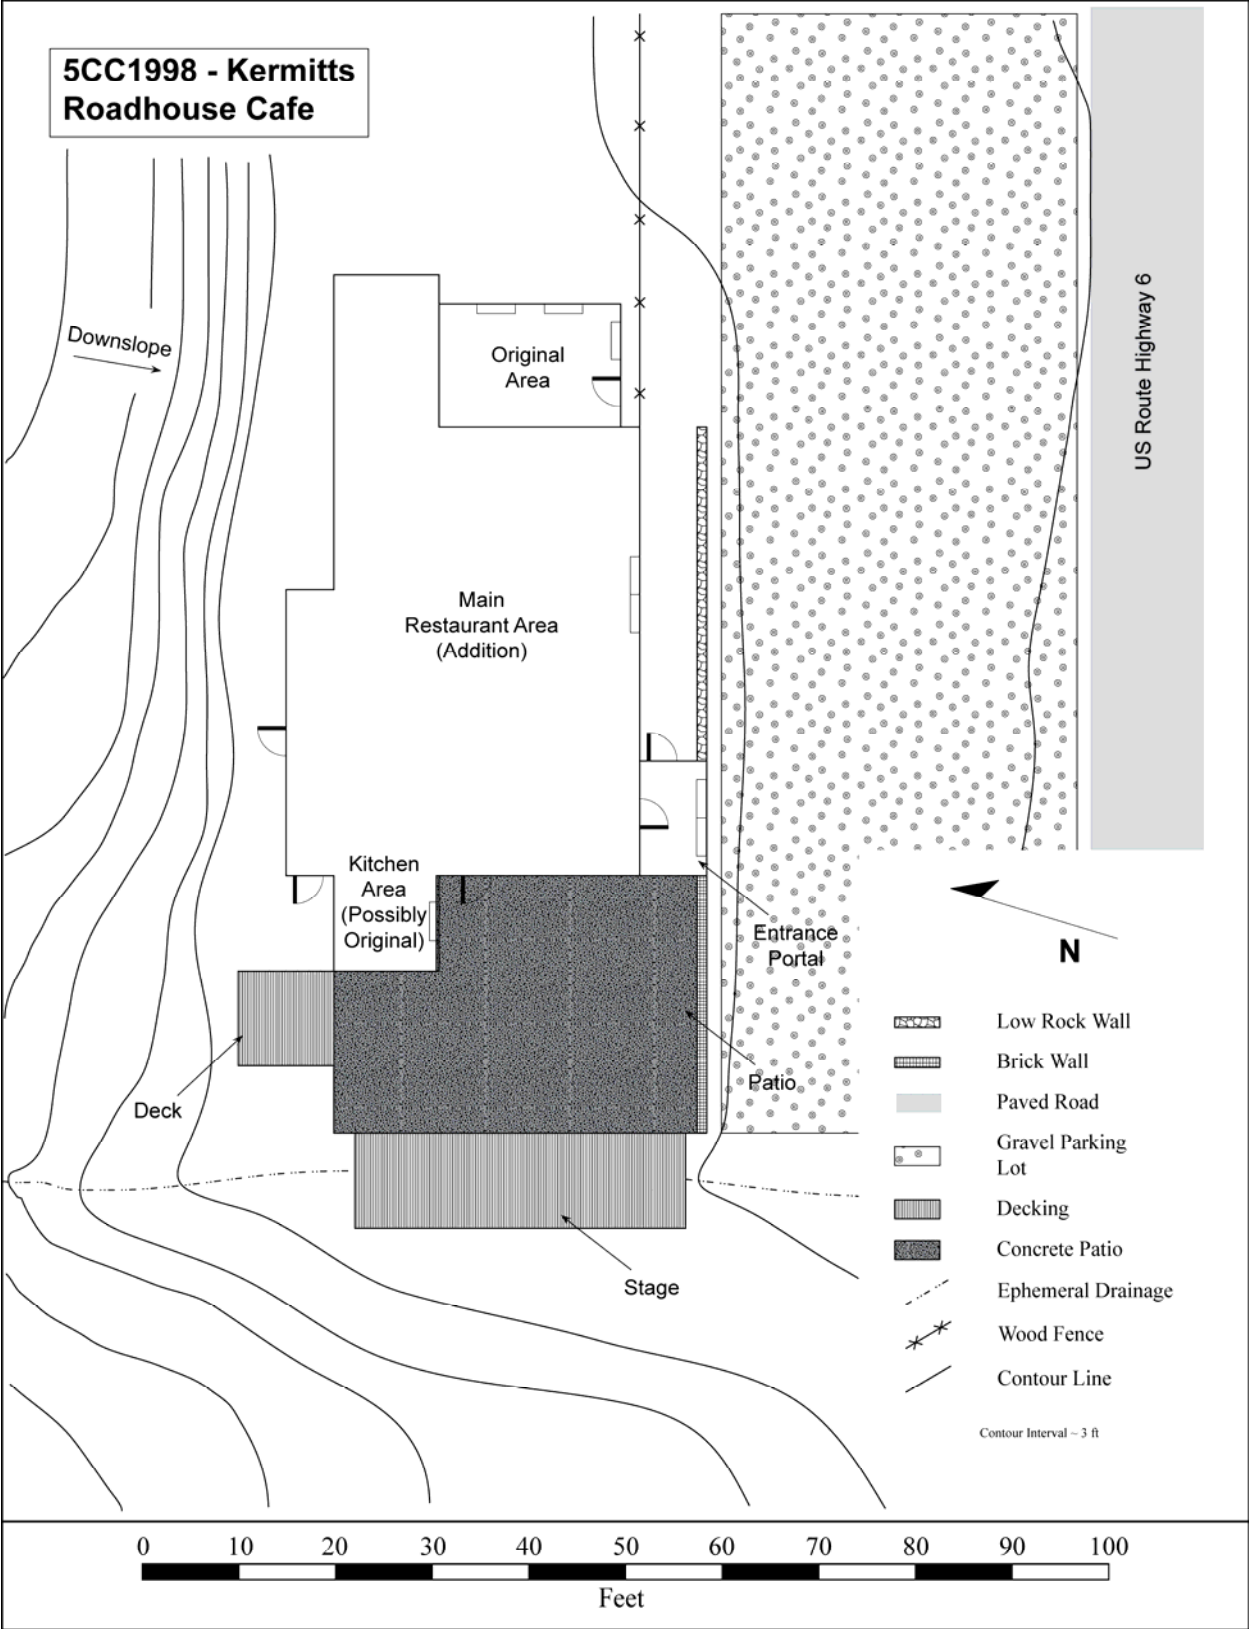 5CC1998 - Kermitts
Roadhouse Cafe
Downslope
Original
Area
US Route Highway 6
Main
Restaurant Area
(Addition)
Kitchen
Area
(Possibly
Original)
Entrance
Portal
N
Patio
Deck
Stage
Low Rock Wall
Brick Wall
Paved Road
Gravel Parking
Lot
Decking
Concrete Patio
Ephemeral Drainage
Wood Fence
Contour Line
Contour Interval ~ 3 ft
0 10 20 30 40 50 60 70 80 90 100
Feet